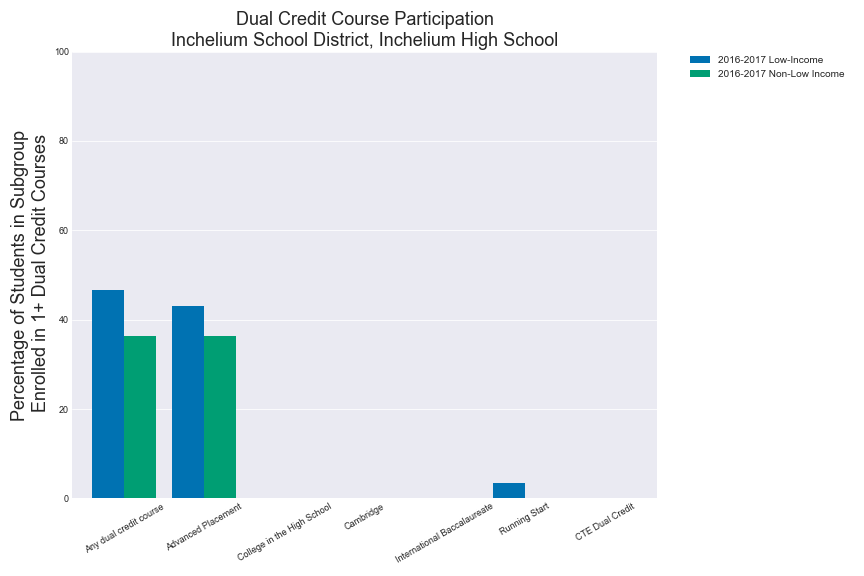 Dual Credit Course Participation
Inchelium School District, Inchelium High School
2016-2017 Low-Income
2016-2017 Non-Low Income
Percentage of Students in Subgroup
Enrolled in 1+ Dual Credit Courses
100
80
60
40
20
0
Any dual credit course
Advanced Placement
College in the High School
Cambridge
International Baccalaureate
Running Start
CTE Dual Credit